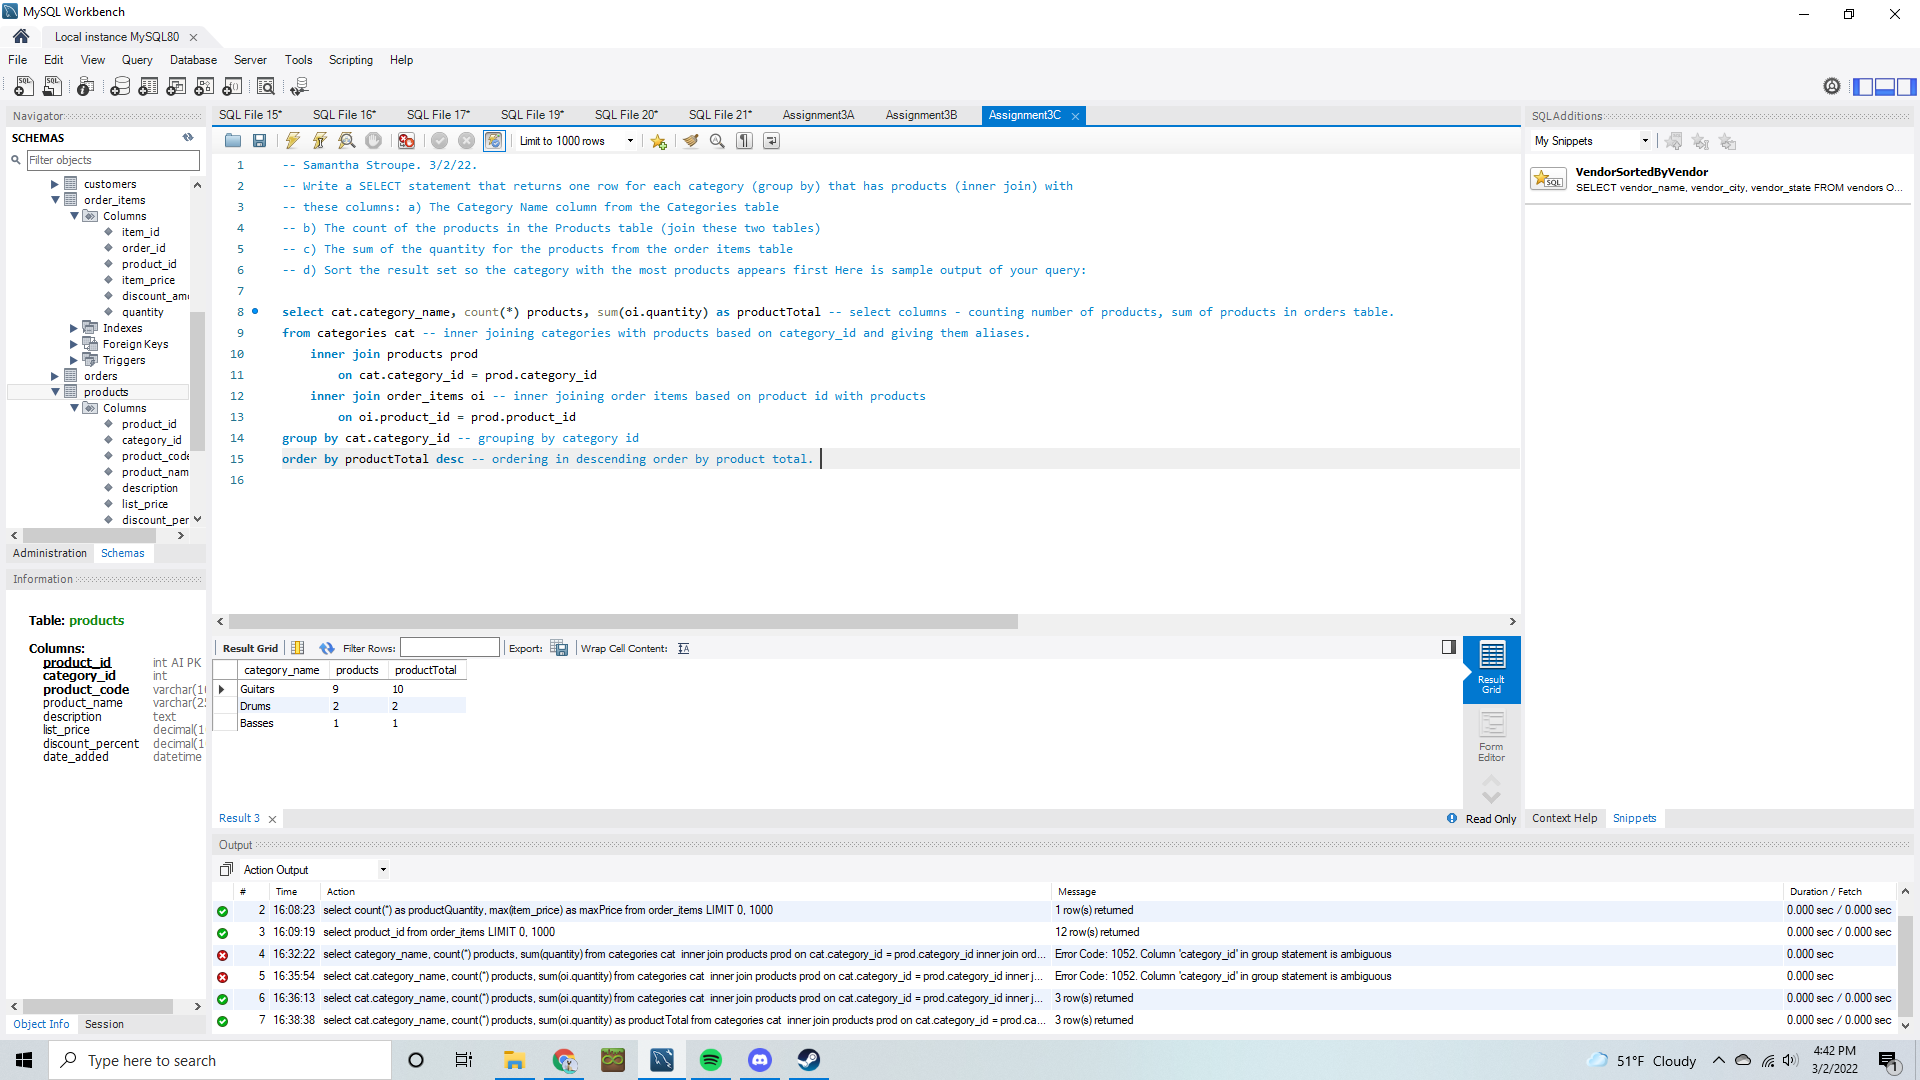 MySQL Workbench
Local instance MySQL80
File Edit View Query Database Server Tools Scripting Help
Navigator
SCHEMAS
Filter objects
customers
order_items
Columns
item_id
order_id
product_id
item_price
discount_am
quantity
Indexes
Foreign Keys
Triggers
orders
products
Columns
product_id
category_id
product_code
product_nam
description
list_price
discount_per
Administration Schemas
Information
Table: products
Columns:
product_id int AI PK
category_id int
product_code varchar(1
product_name varchar(2
description text
list_price decimal(1
discount_percent decimal(1
date_added datetime
Object Info Session
SQL File 15* SQL File 16* SQL File 17* SQL File 19* SQL File 20* SQL File 21* Assignment3A Assignment3B Assignment3C
Limit to 1000 rows
1 -- Samantha Stroupe. 3/2/22.
2 -- Write a SELECT statement that returns one row for each category (group by) that has products (inner join) with
3 -- these columns: a) The Category Name column from the Categories table
4 -- b) The count of the products in the Products table (join these two tables)
5 -- c) The sum of the quantity for the products from the order items table
6 -- d) Sort the result set so the category with the most products appears first Here is sample output of your query:
7
8 select cat.category_name, count(*) products, sum(oi.quantity) as productTotal -- select columns - counting number of products, sum of products in orders table.
9 from categories cat -- inner joining categories with products based on category_id and giving them aliases.
10 inner join products prod
11 on cat.category_id = prod.category_id
12 inner join order_items oi -- inner joining order items based on product id with products
13 on oi.product_id = prod.product_id
14 group by cat.category_id -- grouping by category id
15 order by productTotal desc -- ordering in descending order by product total.
16
Result Grid Filter Rows: Export: Wrap Cell Content:
category_name products productTotal
Guitars 9 10
Drums 2 2
Basses 1 1
Result Grid
Form Editor
Result 3
Read Only
Output
Action Output
# Time Action Message Duration / Fetch
2 16:08:23 select count(*) as productQuantity, max(item_price) as maxPrice from order_items LIMIT 0, 1000 1 row(s) returned 0.000 sec / 0.000 sec
3 16:09:19 select product_id from order_items LIMIT 0, 1000 12 row(s) returned 0.000 sec / 0.000 sec
4 16:32:22 select category_name, count(*) products, sum(quantity) from categories cat inner join products prod on cat.category_id = prod.category_id inner join ord... Error Code: 1052. Column 'category_id' in group statement is ambiguous 0.000 sec
5 16:35:54 select cat.category_name, count(*) products, sum(oi.quantity) from categories cat inner join products prod on cat.category_id = prod.category_id inner j... Error Code: 1052. Column 'category_id' in group statement is ambiguous 0.000 sec
6 16:36:13 select cat.category_name, count(*) products, sum(oi.quantity) from categories cat inner join products prod on cat.category_id = prod.category_id inner j... 3 row(s) returned 0.000 sec / 0.000 sec
7 16:38:38 select cat.category_name, count(*) products, sum(oi.quantity) as productTotal from categories cat inner join products prod on cat.category_id = prod.ca... 3 row(s) returned 0.000 sec / 0.000 sec
SQLAdditions
My Snippets
SQL
VendorSortedByVendor
SELECT vendor_name, vendor_city, vendor_state FROM vendors O...
Context Help Snippets
Type here to search
51°F Cloudy
4:42 PM
3/2/2022
1